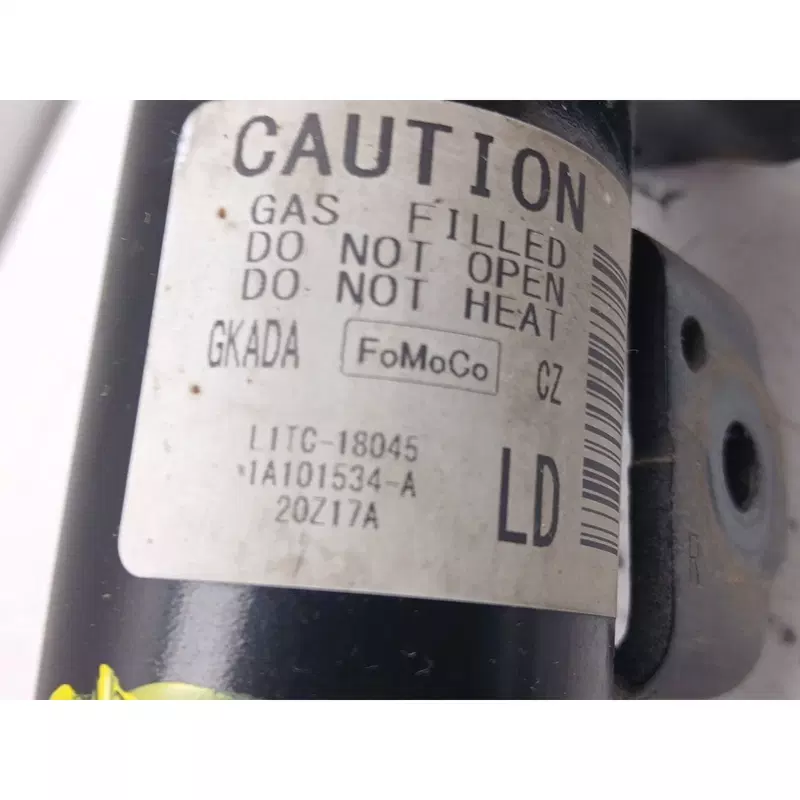 CAUTION
GAS FILLED
DO NOT OPEN
DO NOT HEAT
GKADA FoMoCo CZ
L1TC-18045
*1A101534-A
20Z17A
LD
R